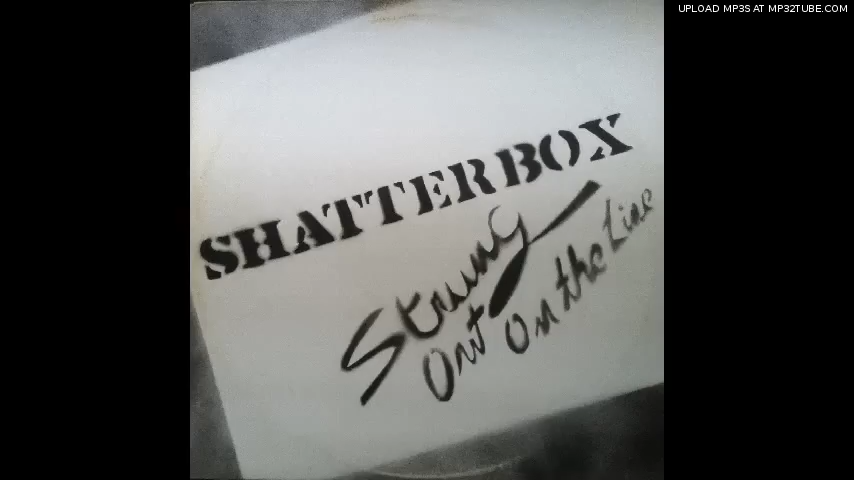 UPLOAD MP3S AT MP32TUBE.COM
SHATTERBOX
Strung
Out On the Line